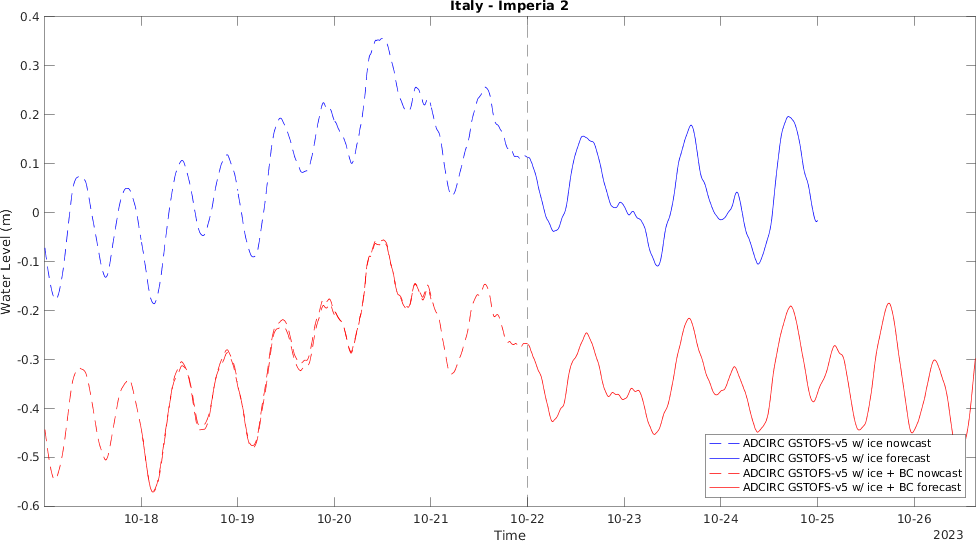 Italy - Imperia 2
Water Level (m)
0.4
0.3
0.2
0.1
0
-0.1
-0.2
-0.3
-0.4
-0.5
-0.6
ADCIRC GSTOFS-v5 w/ ice nowcast
ADCIRC GSTOFS-v5 w/ ice forecast
ADCIRC GSTOFS-v5 w/ ice + BC nowcast
ADCIRC GSTOFS-v5 w/ ice + BC forecast
10-18 10-19 10-20 10-21 10-22 10-23 10-24 10-25 10-26
Time
2023